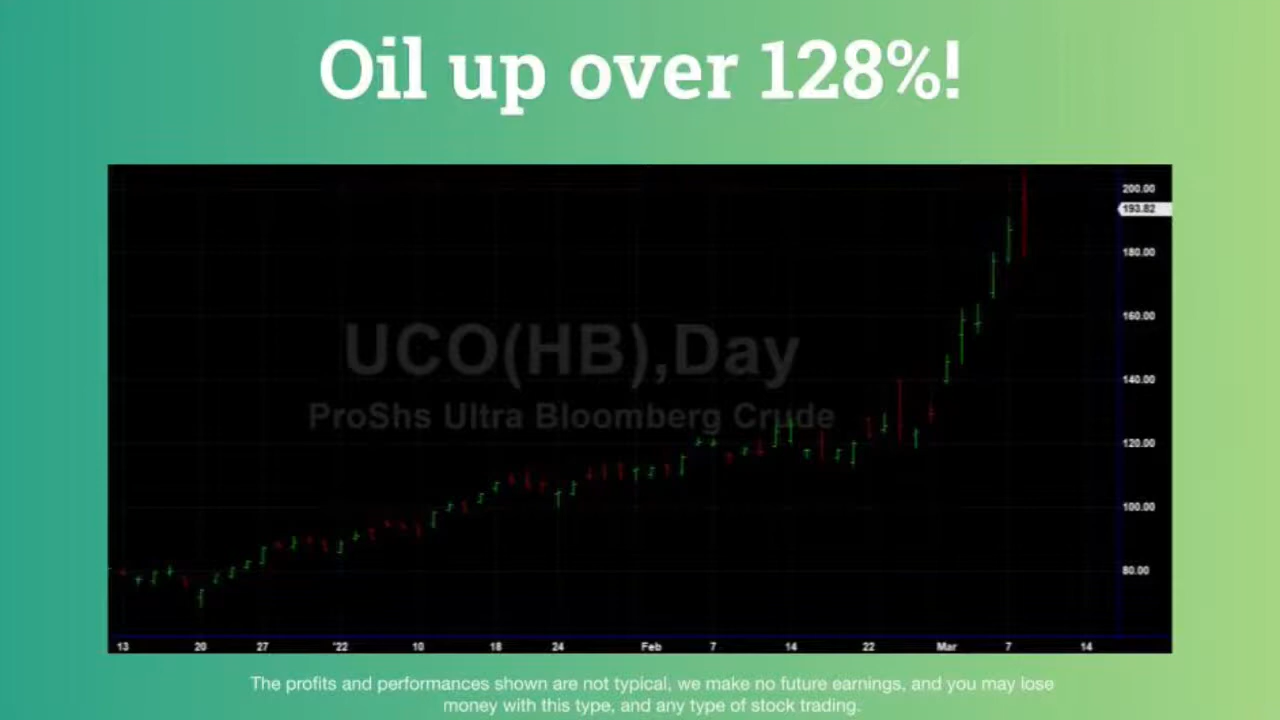 Oil up over 128%!
200.00
193.82
180.00
160.00
UCO(HB),Day
140.00
ProShs Ultra Bloomberg Crude
120.00
100.00
80.00
13 20 27 '22 10 18 24 Feb 7 14 22 Mar 7 14
The profits and performances shown are not typical, we make no future earnings, and you may lose
money with this type, and any type of stock trading.